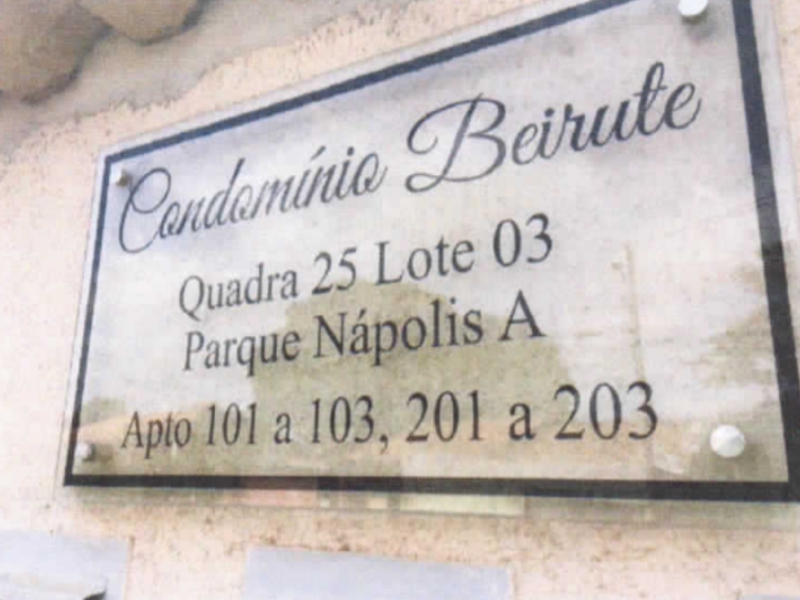 Condomínio Beirute
Quadra 25 Lote 03
Parque Nápolis A
Apto 101 a 103, 201 a 203